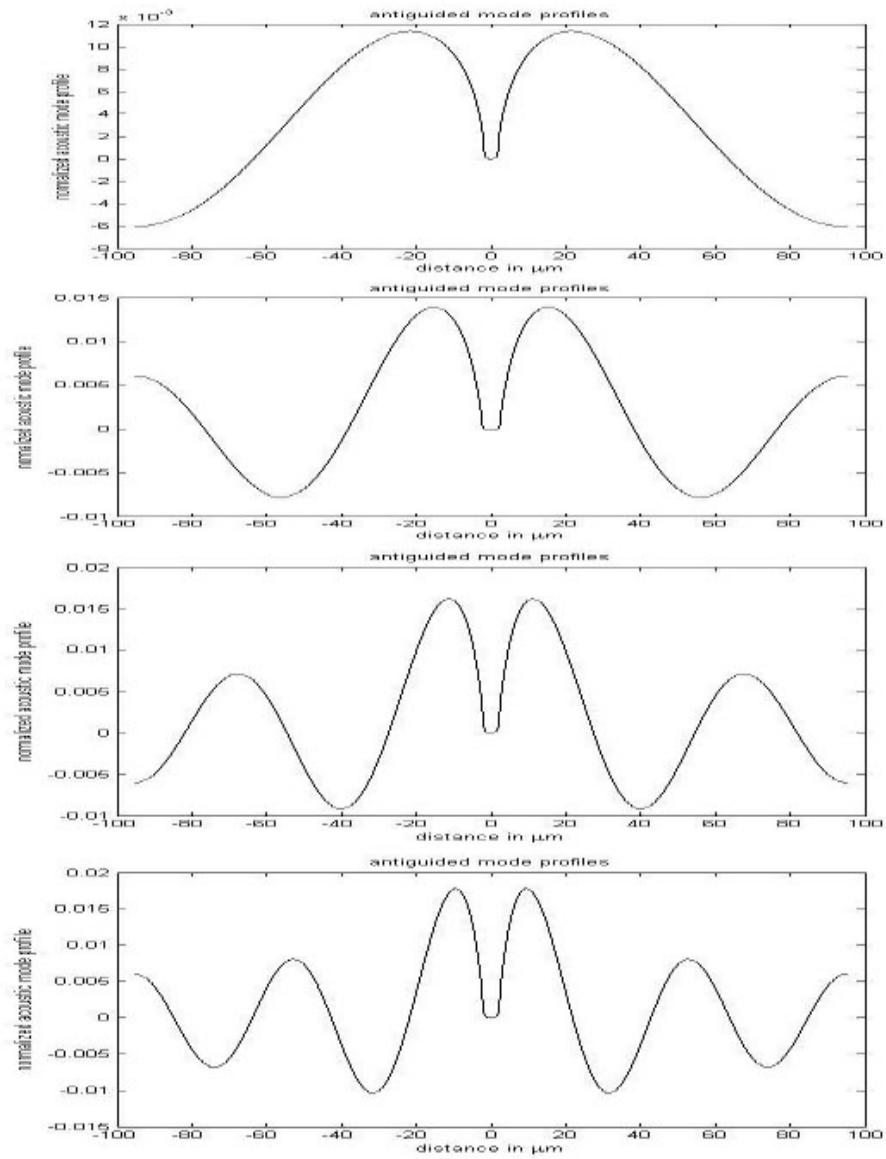 antiguided mode profiles
× 10⁻³
12
10
8
6
4
2
0
-2
-4
-6
-8
normalized acoustic mode profile
-100 -80 -60 -40 -20 0 20 40 60 80 100
distance in μm
antiguided mode profiles
0.015
0.01
0.005
0
-0.005
-0.01
normalized acoustic mode profile
-100 -80 -60 -40 -20 0 20 40 60 80 100
distance in μm
antiguided mode profiles
0.02
0.015
0.01
0.005
0
-0.005
-0.01
normalized acoustic mode profile
-100 -80 -60 -40 -20 0 20 40 60 80 100
distance in μm
antiguided mode profiles
0.02
0.015
0.01
0.005
0
-0.005
-0.01
-0.015
normalized acoustic mode profile
-100 -80 -60 -40 -20 0 20 40 60 80 100
distance in μm